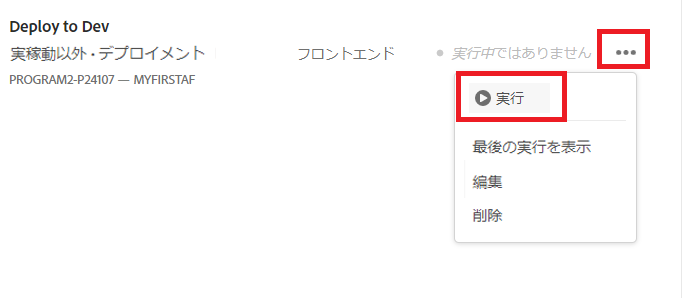 Deploy to Dev
実稼動以外・デプロイメント フロントエンド 実行中ではありません
PROGRAM2-P24107 — MYFIRSTAF
実行
最後の実行を表示
編集
削除